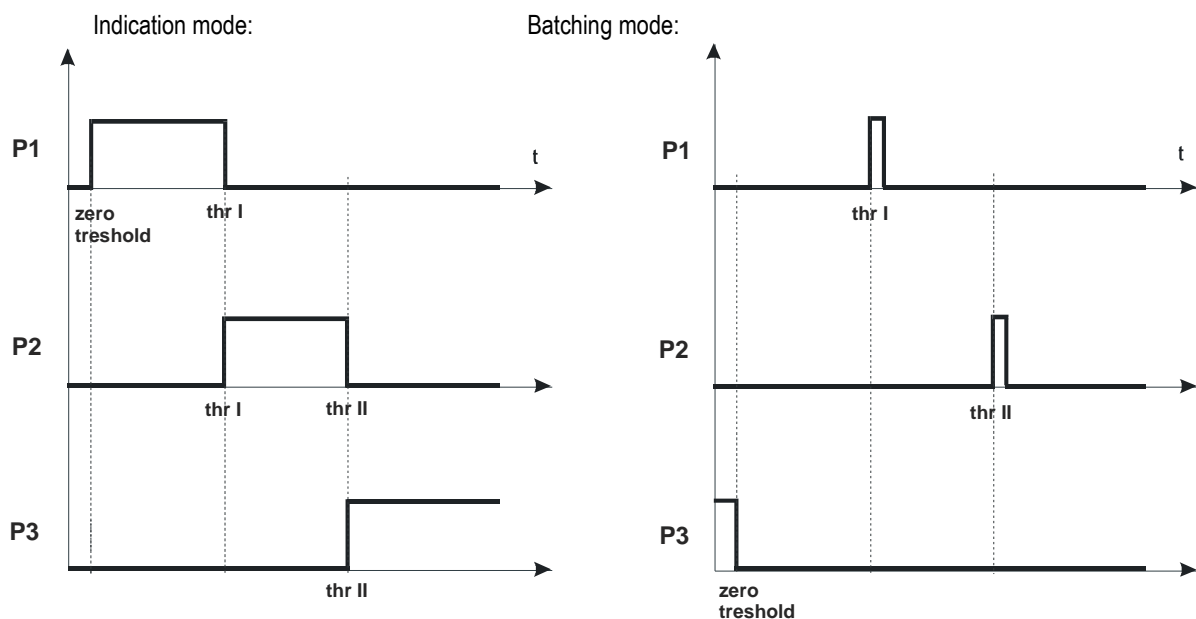 Indication mode:
Batching mode:
P1
t
zero
treshold
thr I
P2
thr I
thr II
P3
thr II
P1
t
thr I
P2
thr II
P3
zero
treshold